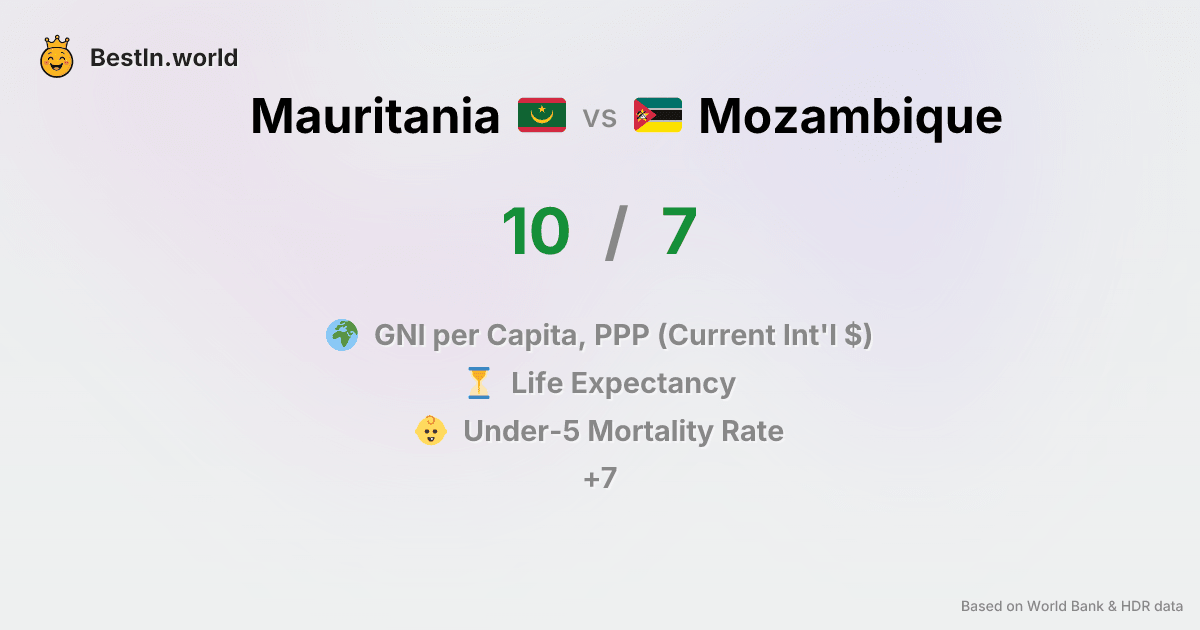 BestIn.world
Mauritania vs Mozambique
10 / 7
GNI per Capita, PPP (Current Int'l $)
Life Expectancy
Under-5 Mortality Rate
+7
Based on World Bank & HDR data